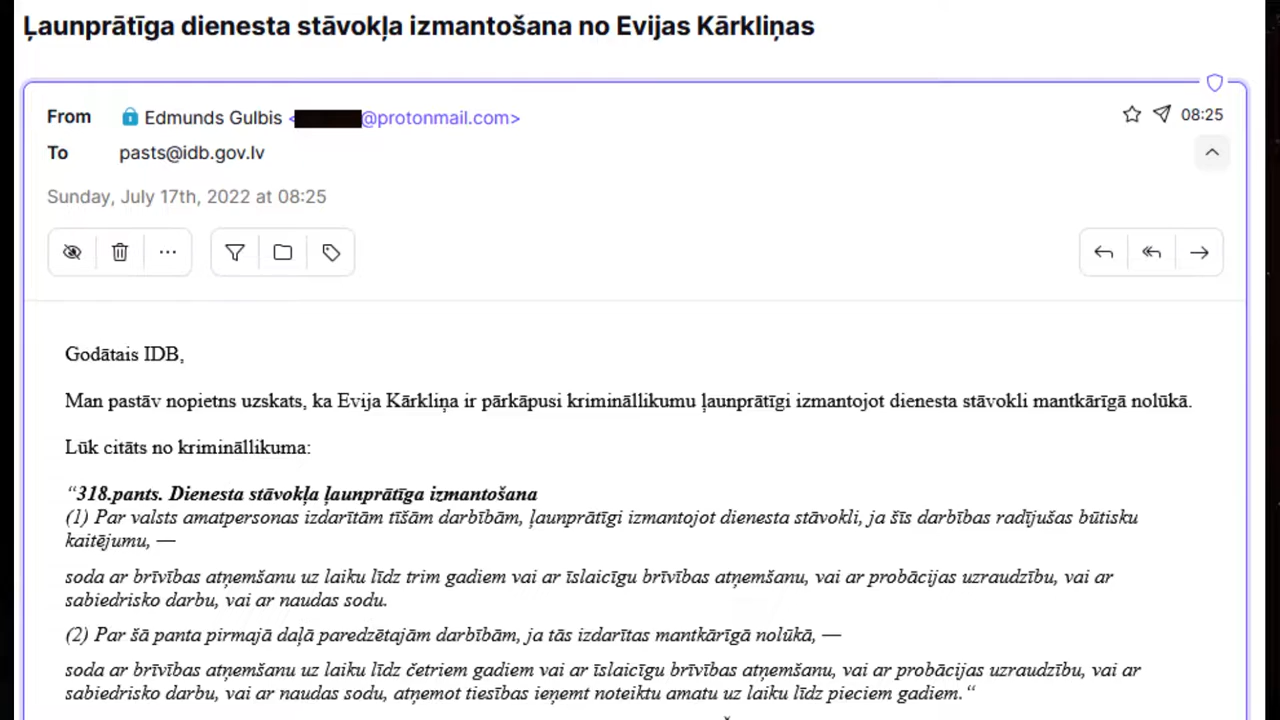 Ļaunprātīga dienesta stāvokļa izmantošana no Evijas Kārkliņas
From Edmunds Gulbis < @protonmail.com> 08:25
To pasts@idb.gov.lv
Sunday, July 17th, 2022 at 08:25
Godātais IDB,
Man pastāv nopietns uzskats, ka Evija Kārkliņa ir pārkāpusi krimināllikumu ļaunprātīgi izmantojot dienesta stāvokli mantkārīgā nolūkā.
Lūk citāts no krimināllikuma:
“318.pants. Dienesta stāvokļa ļaunprātīga izmantošana
(1) Par valsts amatpersonas izdarītām tīšām darbībām, ļaunprātīgi izmantojot dienesta stāvokli, ja šīs darbības radījušas būtisku
kaitējumu, —
soda ar brīvības atņemšanu uz laiku līdz trim gadiem vai ar īslaicīgu brīvības atņemšanu, vai ar probācijas uzraudzību, vai ar
sabiedrisko darbu, vai ar naudas sodu.
(2) Par šā panta pirmajā daļā paredzētajām darbībām, ja tās izdarītas mantkārīgā nolūkā, —
soda ar brīvības atņemšanu uz laiku līdz četriem gadiem vai ar īslaicīgu brīvības atņemšanu, vai ar probācijas uzraudzību, vai ar
sabiedrisko darbu, vai ar naudas sodu, atņemot tiesības ieņemt noteiktu amatu uz laiku līdz pieciem gadiem.“